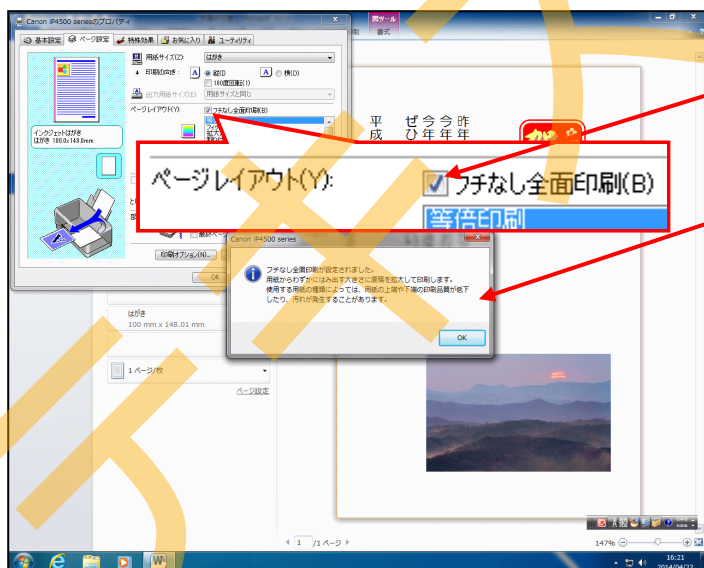 Canon iP4500 seriesのプロパティ
基本設定
ページ設定
特殊効果
お気に入り
ユーティリティ
用紙サイズ(Z):
はがき
印刷の向き:
A
縦(I)
A
横(O)
180度回転(1)
出力用紙サイズ(E):
用紙サイズと同じ
ページレイアウト(Y):
フチなし全面印刷(B)
インクジェットはがき
はがき 100.0x148.0mm
印刷オプション(N)...
OK
図ツール
書式
昨
今年
今年
ぜひ
平成
ページレイアウト(Y):
フチなし全面印刷(B)
等倍印刷
Canon iP4500 series
フチなし全面印刷が設定されました。
用紙からわずかにはみ出す大きさに原稿を拡大して印刷します。
使用する用紙の種類によっては、用紙の上端や下端の印刷品質が低下
したり、汚れが発生することがあります。
OK
はがき
100 mm x 148.01 mm
1 ページ/枚
ページ設定
1 /1 ページ
147%
16:21
2014/04/22